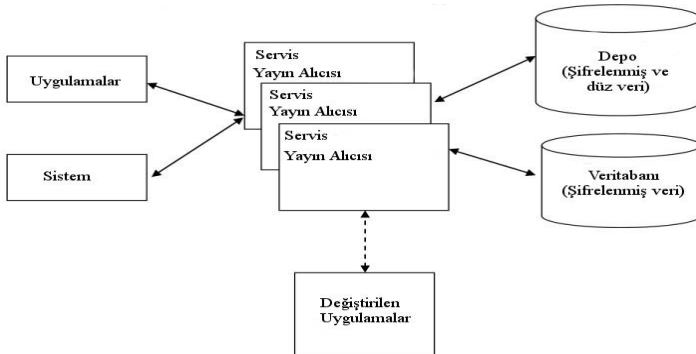 Uygulamalar
Sistem
Servis
Yayın Alıcısı
Servis
Yayın Alıcısı
Servis
Yayın Alıcısı
Depo
(Şifrelenmiş ve
düz veri)
Veritabanı
(Şifrelenmiş veri)
Değiştirilen
Uygulamalar